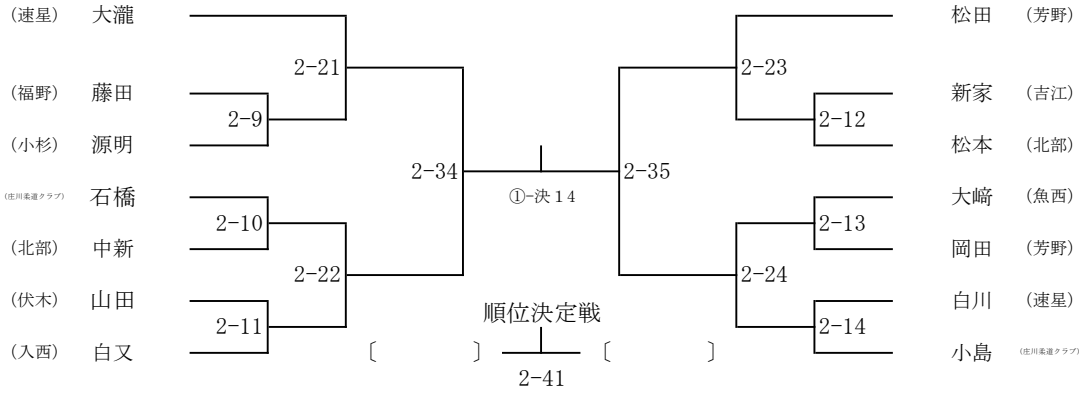 (速星) 大瀧
松田 (芳野)
2-21
2-23
(福野) 藤田
新家 (吉江)
2-9
2-12
(小杉) 源明
松本 (北部)
2-34
2-35
(庄川柔道クラブ) 石橋
①-決14
大﨑 (魚西)
2-10
2-13
(北部) 中新
岡田 (芳野)
2-22
2-24
(伏木) 山田
順位決定戦
白川 (速星)
2-11
2-14
(入西) 白又
〔 〕 〔 〕
小島 (庄川柔道クラブ)
2-41